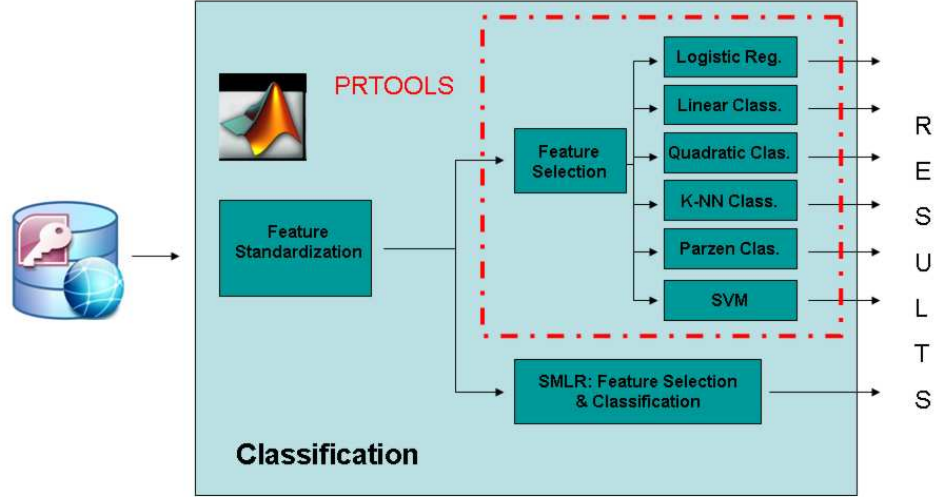 PRTOOLS
Feature
Standardization
Feature
Selection
Logistic Reg.
Linear Class.
Quadratic Clas.
K-NN Class.
Parzen Clas.
SVM
SMLR: Feature Selection
& Classification
Classification
R
E
S
U
L
T
S